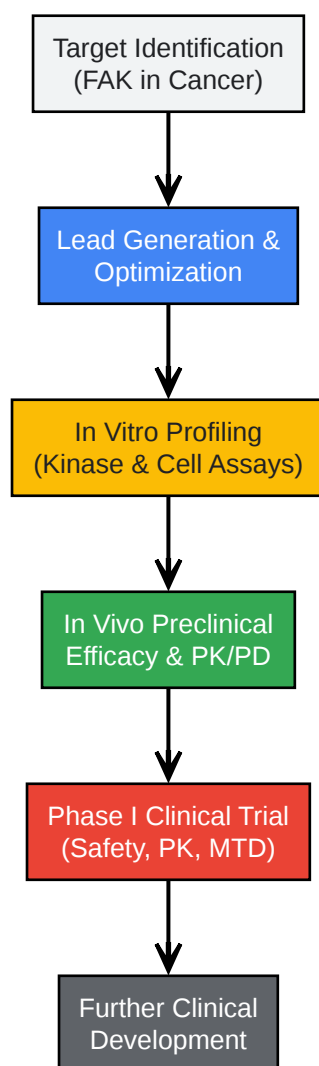 Target Identification
(FAK in Cancer)
Lead Generation &
Optimization
In Vitro Profiling
(Kinase & Cell Assays)
In Vivo Preclinical
Efficacy & PK/PD
Phase I Clinical Trial
(Safety, PK, MTD)
Further Clinical
Development